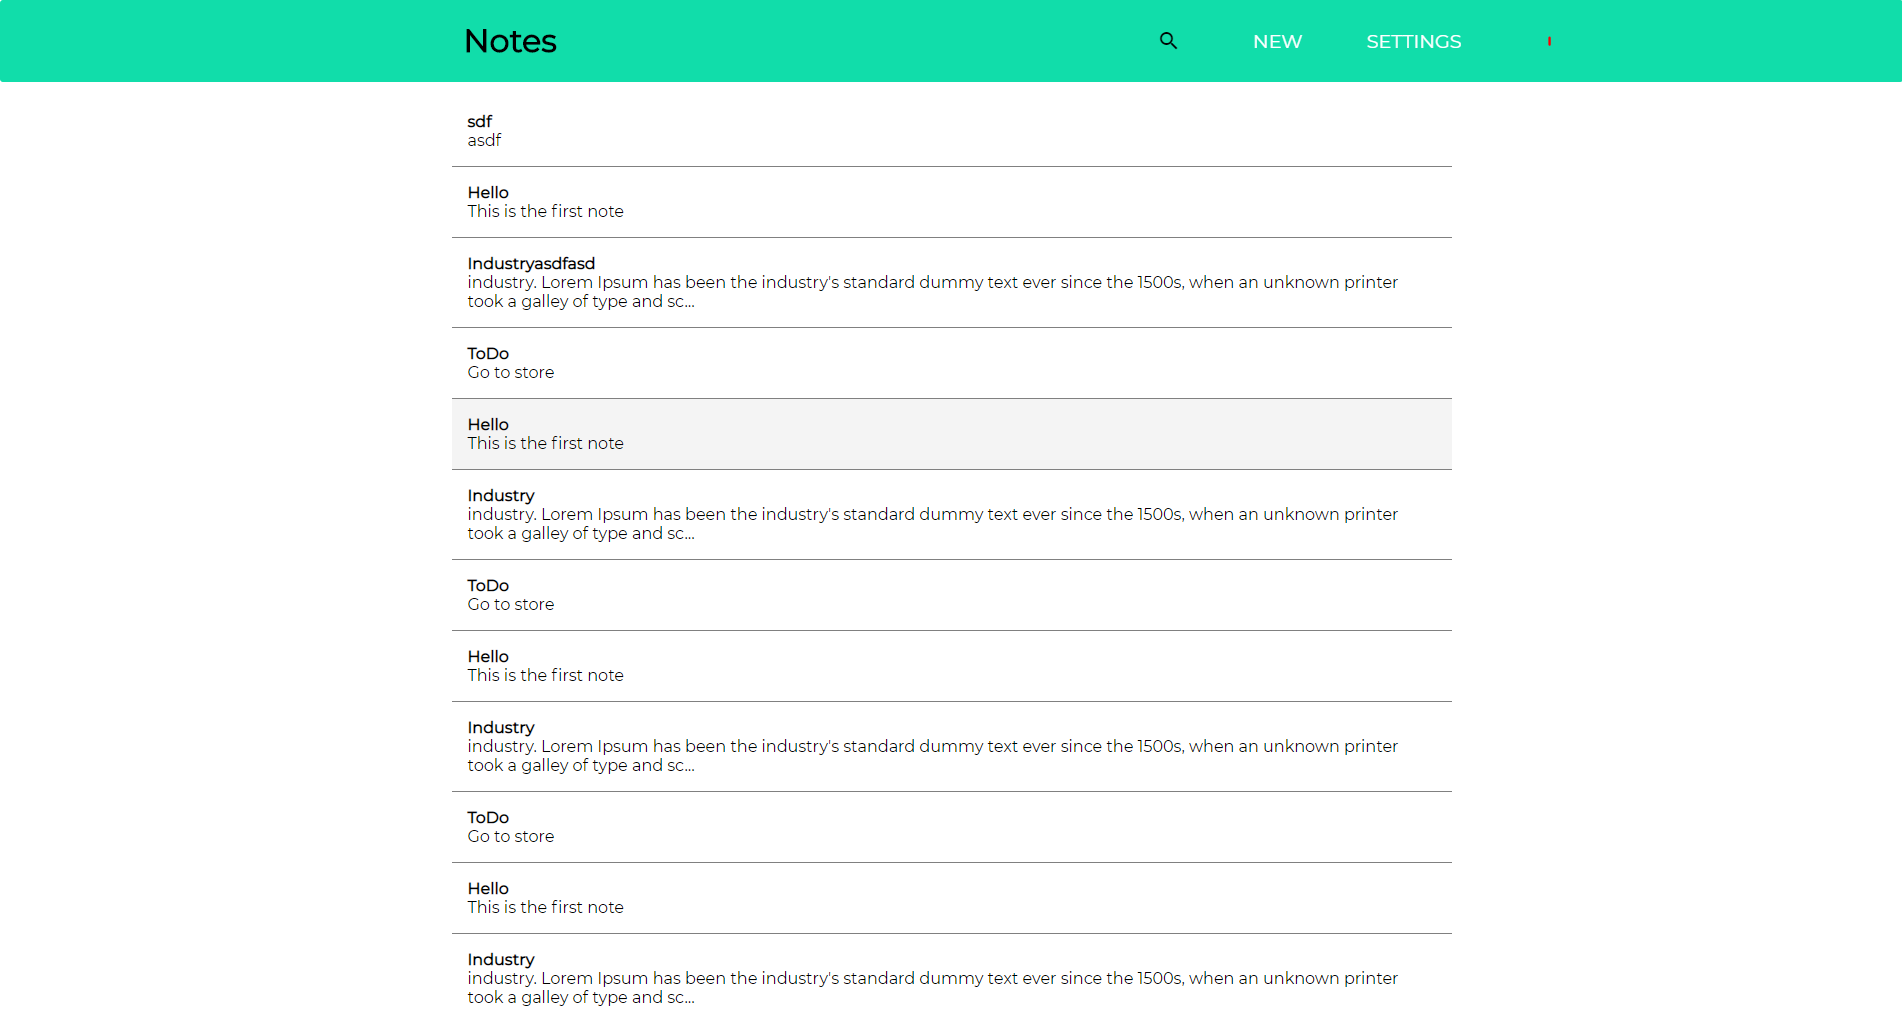 Notes
NEW
SETTINGS
sdf
asdf
Hello
This is the first note
Industryasdfasd
industry. Lorem Ipsum has been the industry's standard dummy text ever since the 1500s, when an unknown printer
took a galley of type and sc...
ToDo
Go to store
Hello
This is the first note
Industry
industry. Lorem Ipsum has been the industry's standard dummy text ever since the 1500s, when an unknown printer
took a galley of type and sc...
ToDo
Go to store
Hello
This is the first note
Industry
industry. Lorem Ipsum has been the industry's standard dummy text ever since the 1500s, when an unknown printer
took a galley of type and sc...
ToDo
Go to store
Hello
This is the first note
Industry
industry. Lorem Ipsum has been the industry's standard dummy text ever since the 1500s, when an unknown printer
took a galley of type and sc...